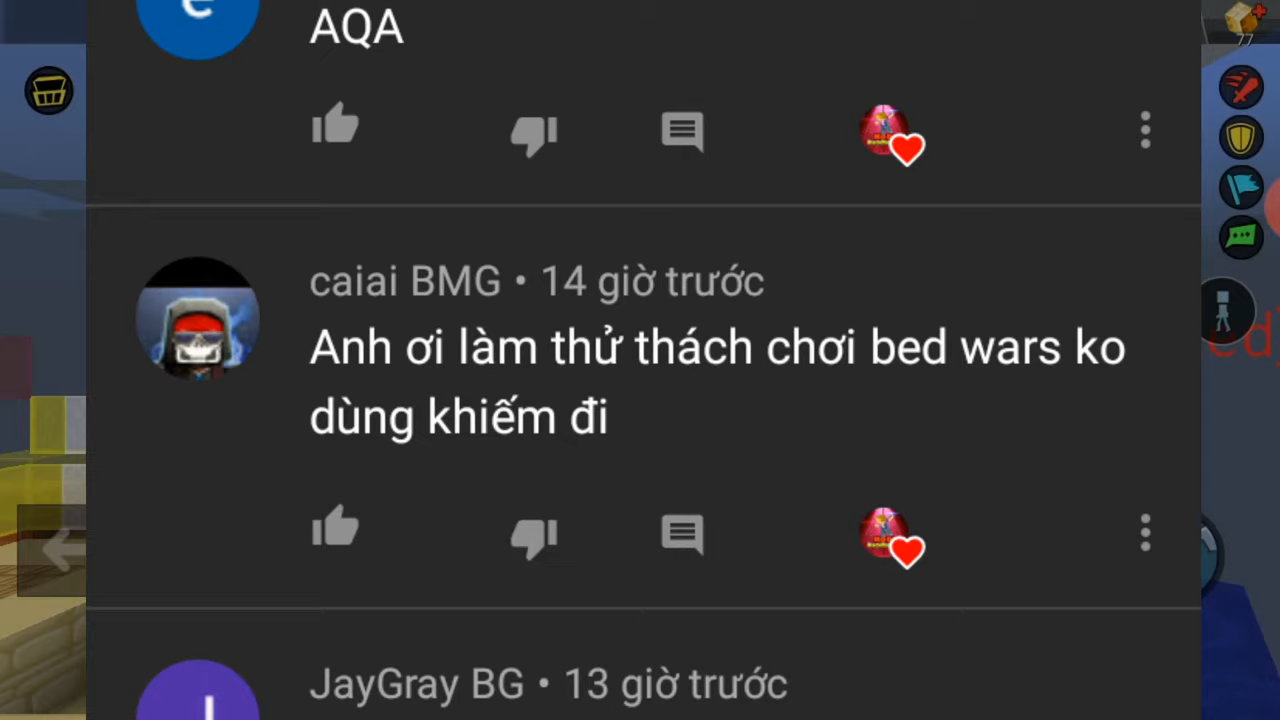 AQA
77
caiai BMG • 14 giờ trước
Anh ơi làm thử thách chơi bed wars ko
dùng khiếm đi
JayGray BG • 13 giờ trước